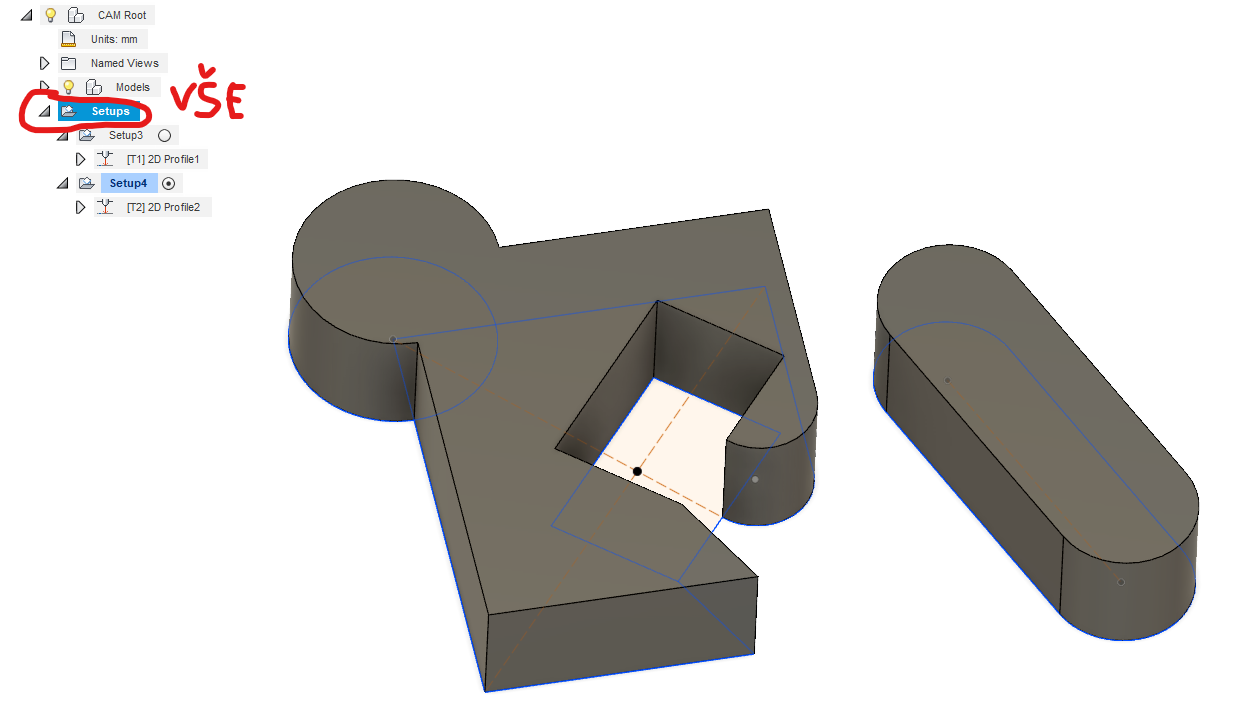 CAM Root
Units: mm
Named Views
Models
VŠE
Setups
Setup3
[T1] 2D Profile1
Setup4
[T2] 2D Profile2